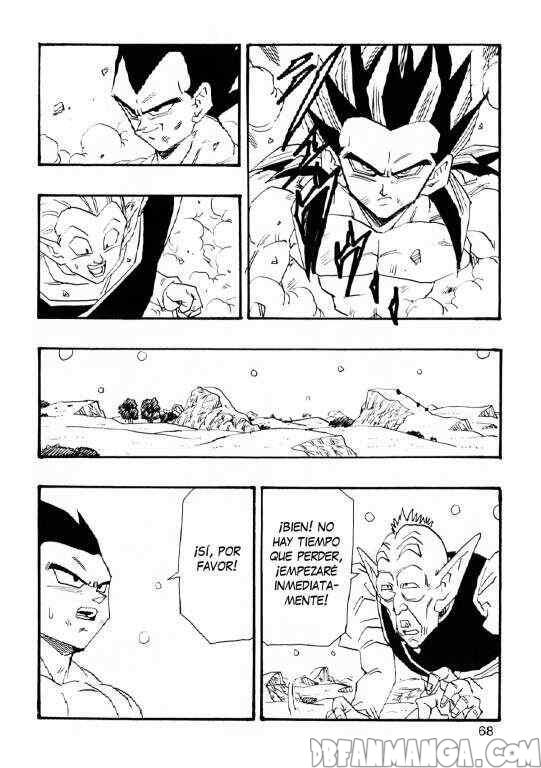 ¡BIEN! NO
HAY TIEMPO
QUE PERDER,
¡EMPEZARÉ
INMEDIATA-
MENTE!
¡SÍ, POR
FAVOR!
68
DBFANMANGA.COM